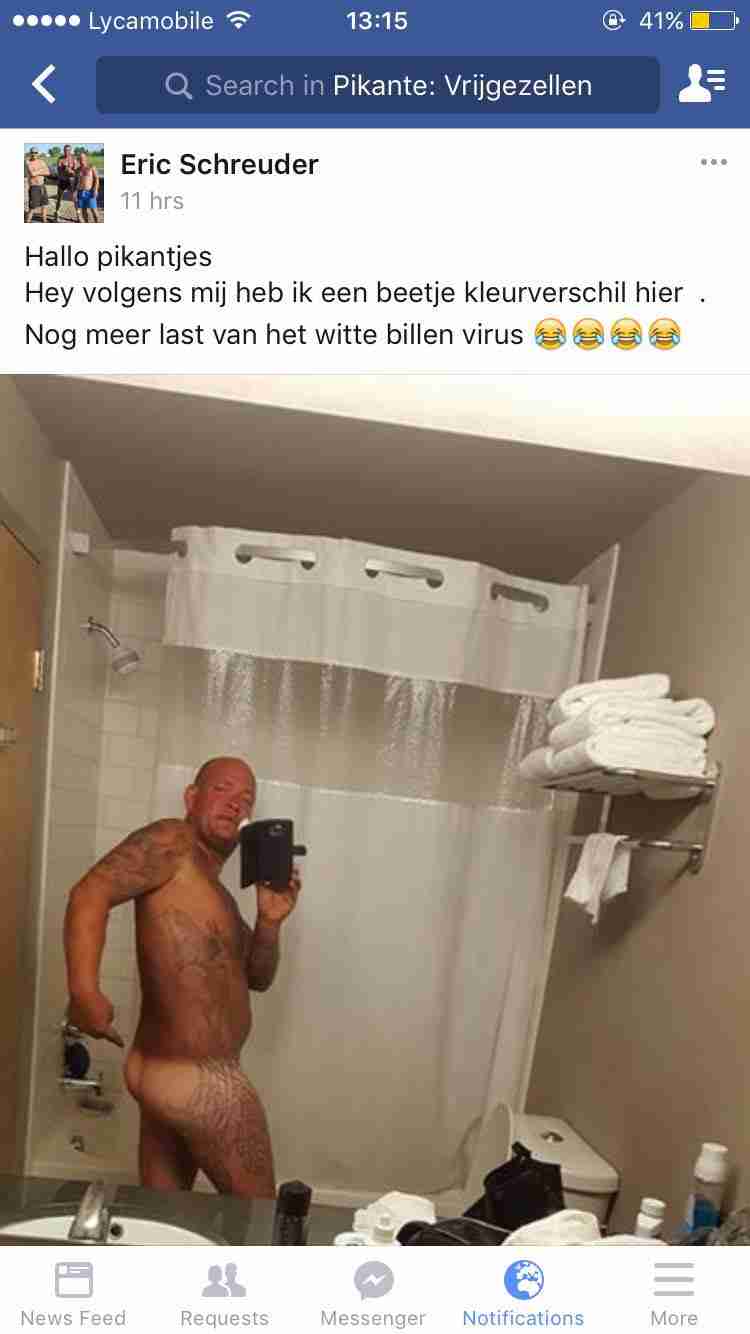 ●●●●● Lycamobile 13:15 41%
Search in Pikante: Vrijgezellen
Eric Schreuder
11 hrs
Hallo pikantjes
Hey volgens mij heb ik een beetje kleurverschil hier .
Nog meer last van het witte billen virus 😂😂😂😂
News Feed Requests Messenger Notifications More